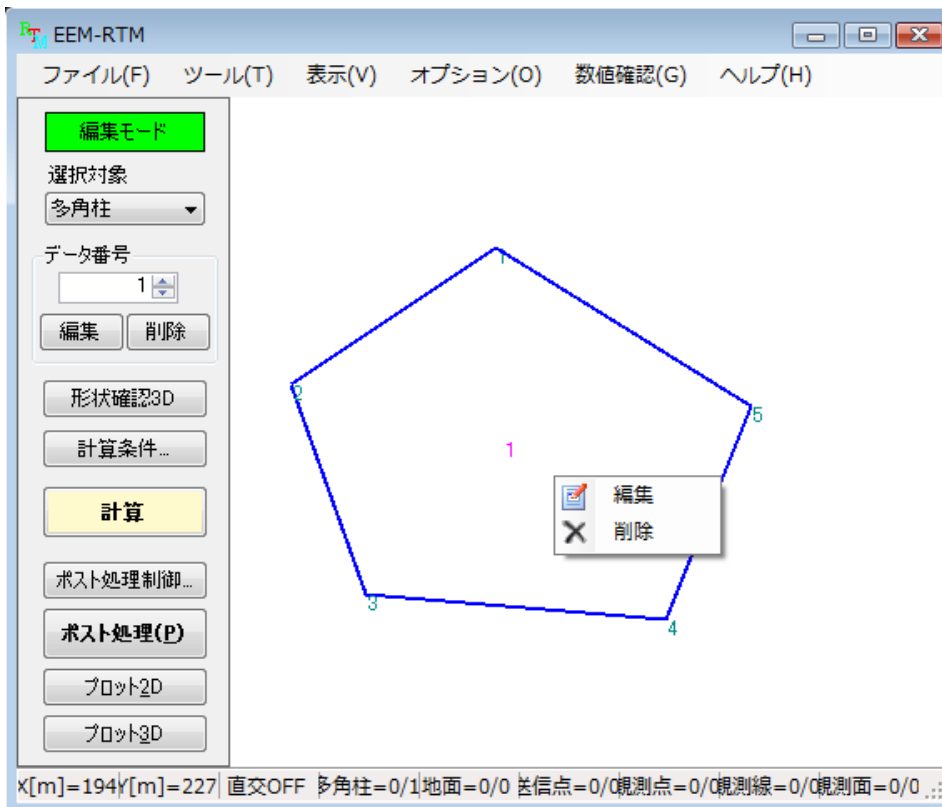 RTM EEM-RTM
ファイル(F) ツール(T) 表示(V) オプション(O) 数値確認(G) ヘルプ(H)
編集モード
選択対象
多角柱
データ番号
1
編集 削除
形状確認3D
計算条件...
計算
ポスト処理制御...
ポスト処理(P)
プロット2D
プロット3D
1
2
5
1
編集
削除
3
4
X[m]=194 Y[m]=227 直交OFF 多角柱=0/1 地面=0/0 送信点=0/0 観測点=0/0 観測線=0/0 観測面=0/0